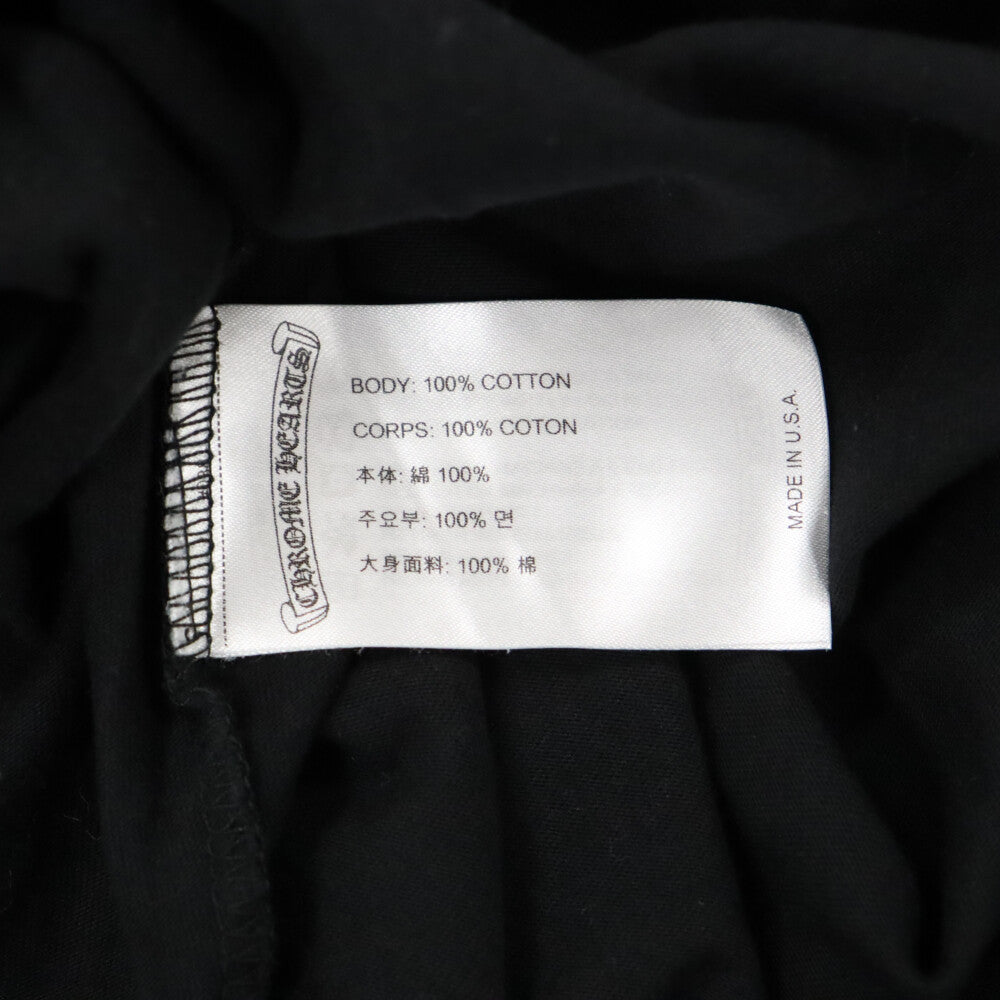 CHROME HEARTS
BODY: 100% COTTON
CORPS: 100% COTON
本体: 綿 100%
주요부: 100% 면
大身面料: 100% 棉
MADE IN U.S.A.